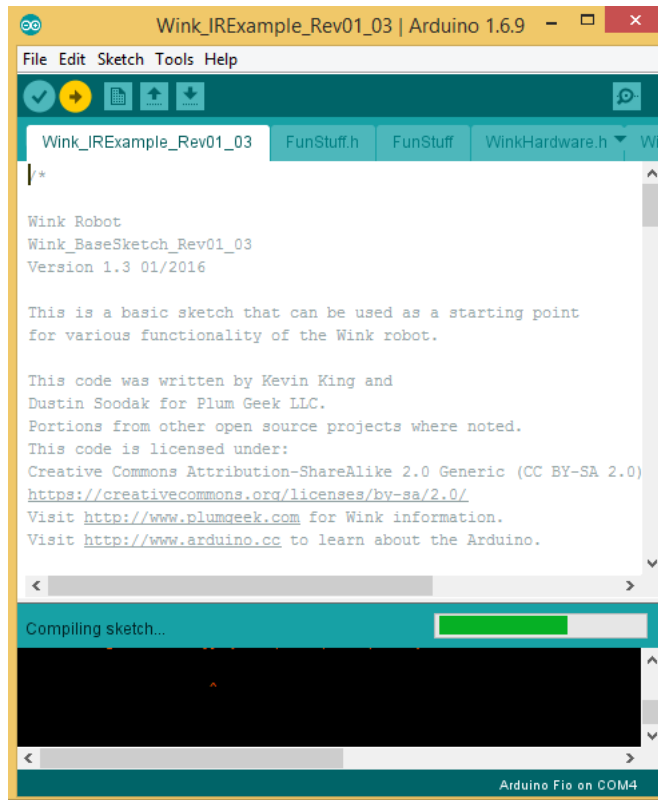 Wink_IRExample_Rev01_03 | Arduino 1.6.9
File Edit Sketch Tools Help
Wink_IRExample_Rev01_03 FunStuff.h FunStuff WinkHardware.h
/*
Wink Robot
Wink_BaseSketch_Rev01_03
Version 1.3 01/2016
This is a basic sketch that can be used as a starting point
for various functionality of the Wink robot.
This code was written by Kevin King and
Dustin Soodak for Plum Geek LLC.
Portions from other open source projects where noted.
This code is licensed under:
Creative Commons Attribution-ShareAlike 2.0 Generic (CC BY-SA 2.0)
https://creativecommons.org/licenses/by-sa/2.0/
Visit http://www.plumgeek.com for Wink information.
Visit http://www.arduino.cc to learn about the Arduino.
Compiling sketch...
^
Arduino Fio on COM4